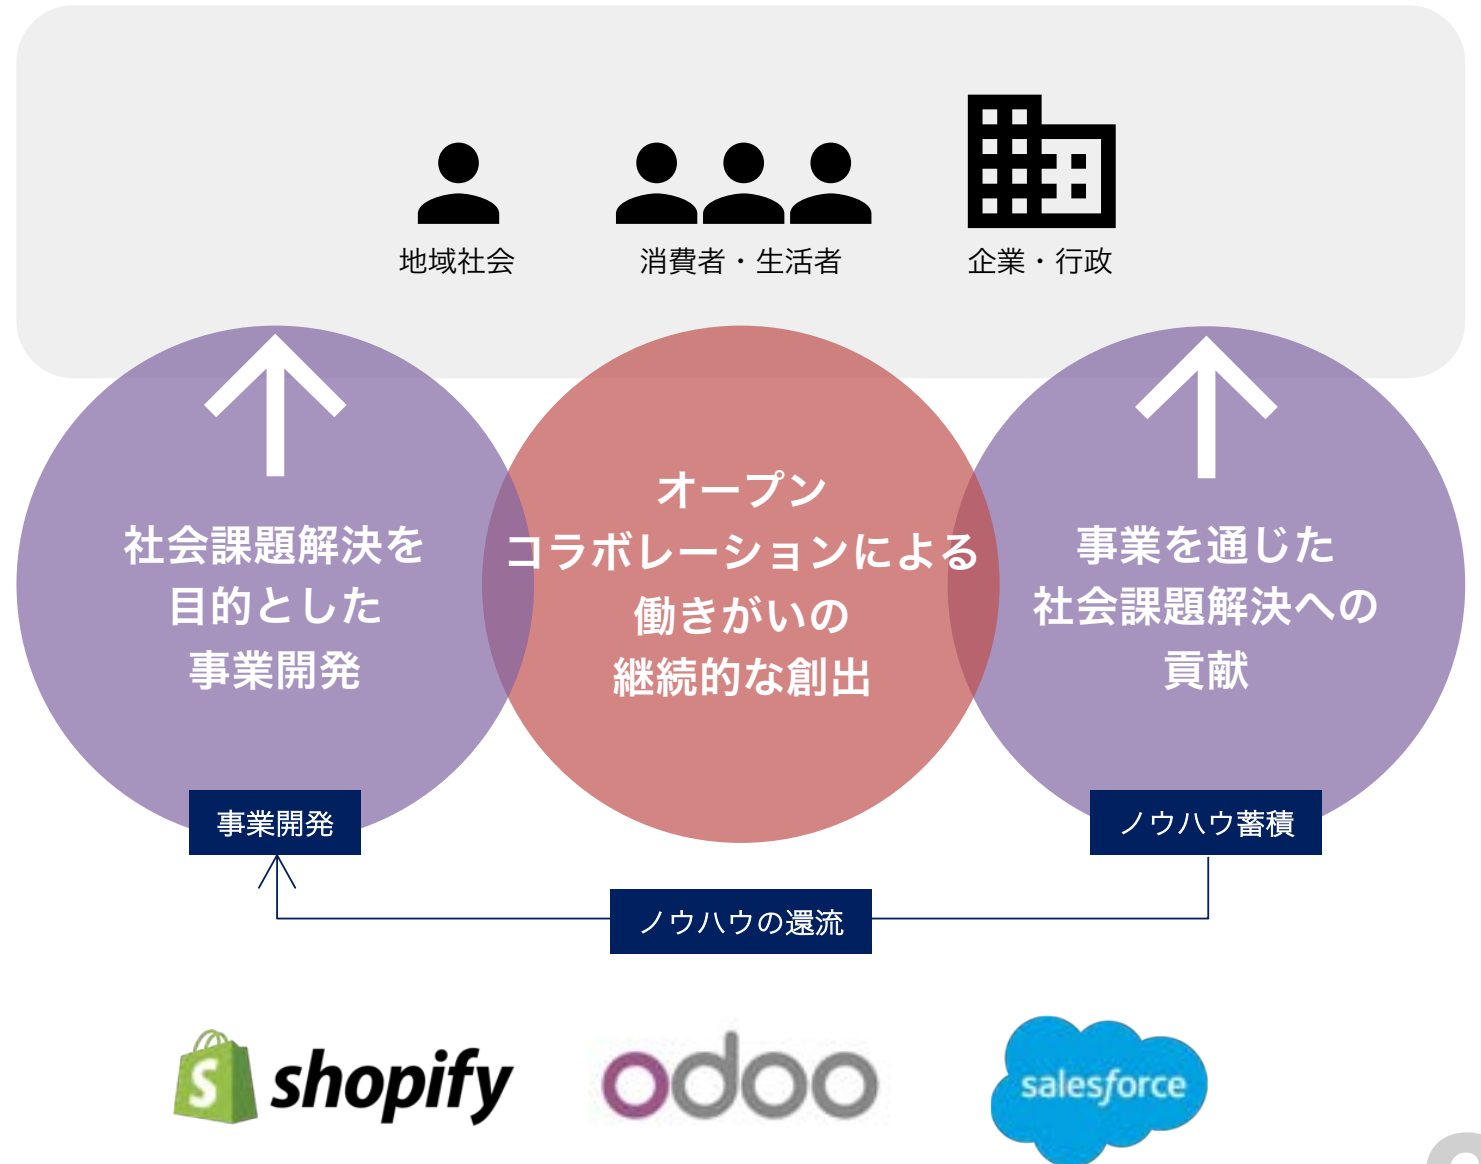 地域社会
消費者・生活者
企業・行政
社会課題解決を
目的とした
事業開発
オープン
コラボレーションによる
働きがいの
継続的な創出
事業を通じた
社会課題解決への
貢献
事業開発
ノウハウ蓄積
ノウハウの還流
shopify
odoo
salesforce